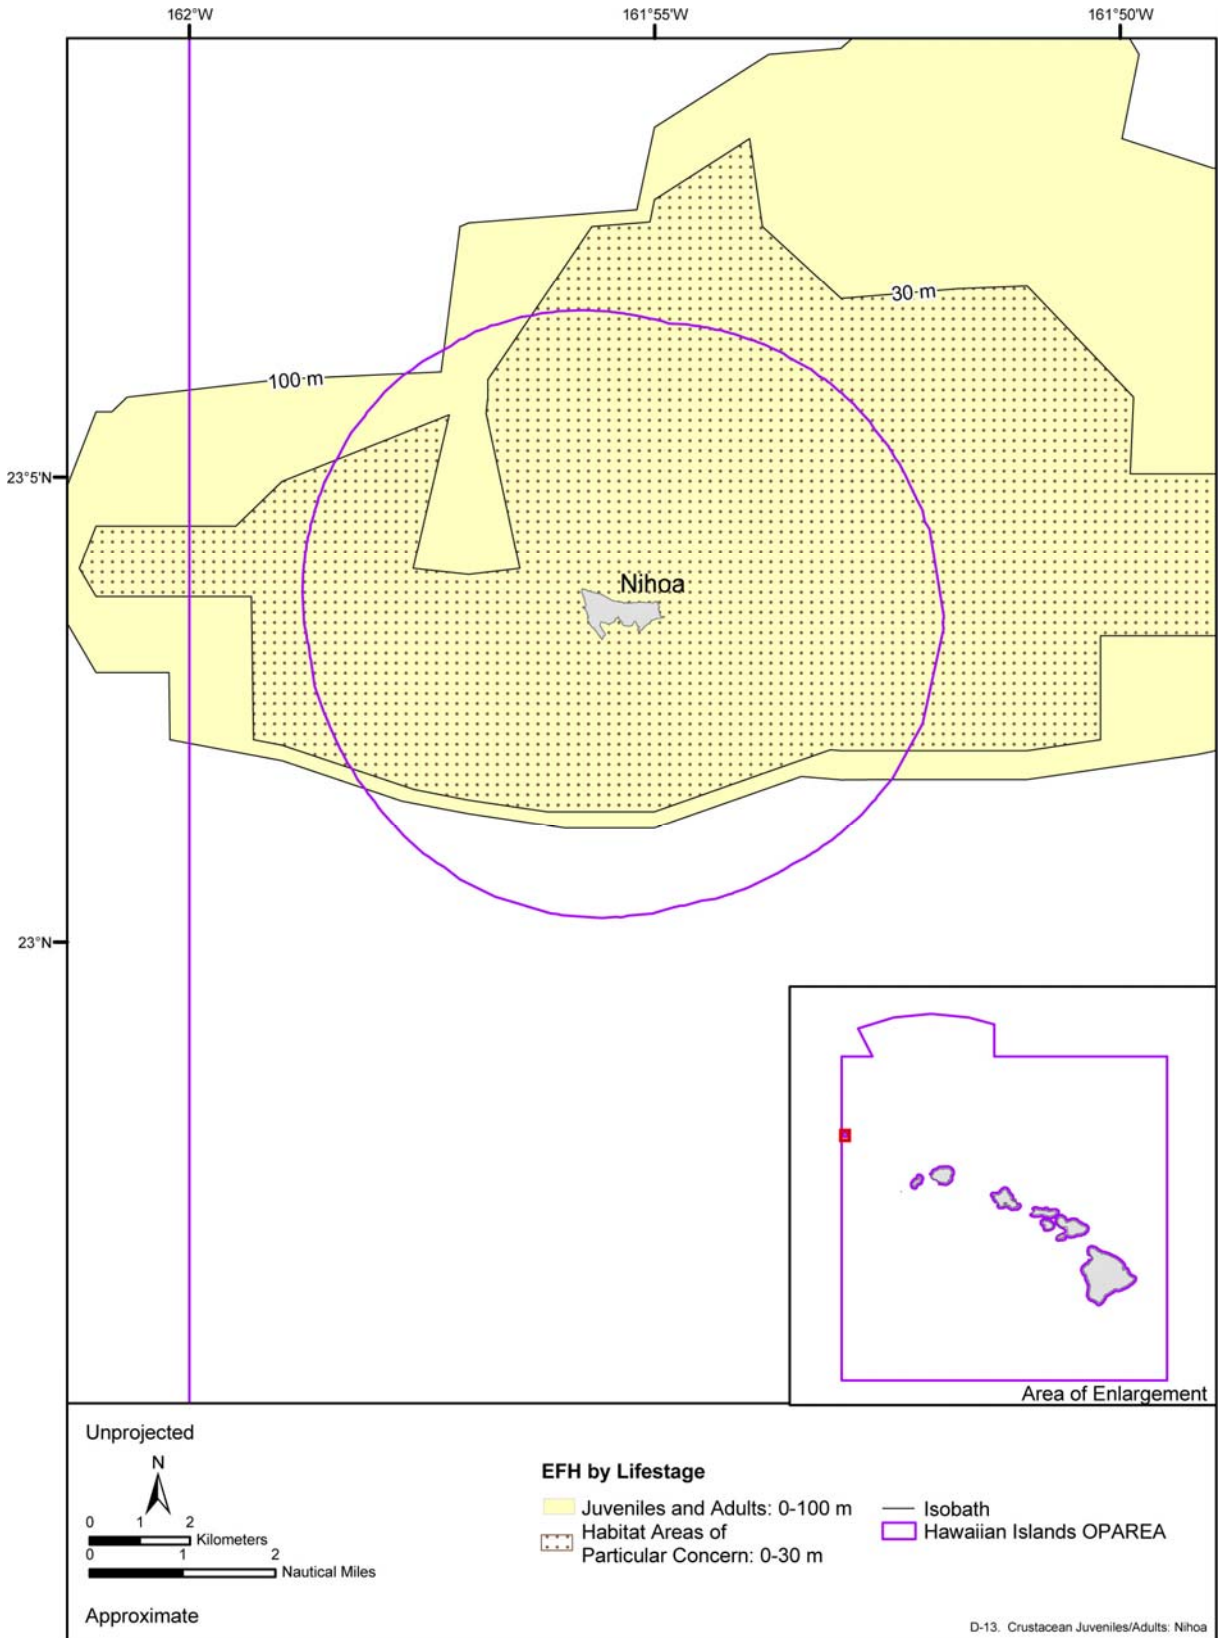 162°W
161°55'W
161°50'W
30 m
100 m
23°5'N
Nihoa
23°N
Area of Enlargement
Unprojected
N
0 1 2
Kilometers
0 1 2
Nautical Miles
Approximate
EFH by Lifestage
Juveniles and Adults: 0-100 m
Habitat Areas of
Particular Concern: 0-30 m
Isobath
Hawaiian Islands OPAREA
D-13. Crustacean Juveniles/Adults: Nihoa